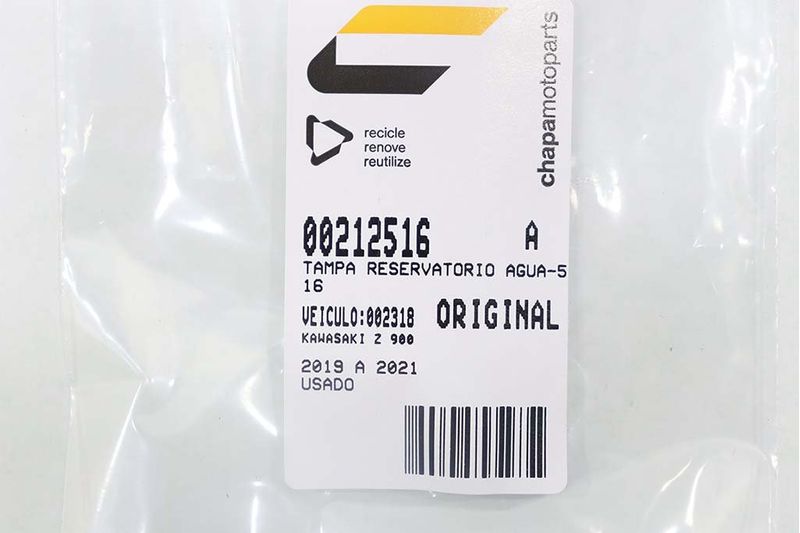 chapamotoparts
recicle
renove
reutilize
00212516 A
TAMPA RESERVATORIO AGUA-5
16
VEICULO:002318 ORIGINAL
KAWASAKI Z 900
2019 A 2021
USADO